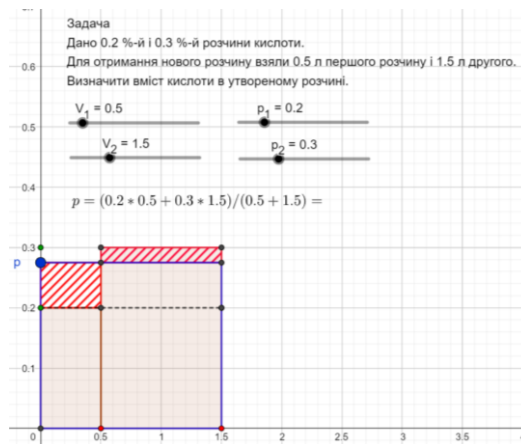 Задача
Дано 0.2 %-й і 0.3 %-й розчини кислоти.
Для отримання нового розчину взяли 0.5 л першого розчину і 1.5 л другого.
Визначити вміст кислоти в утвореному розчині.
V₁ = 0.5
p₁ = 0.2
V₂ = 1.5
p₂ = 0.3
p = (0.2 * 0.5 + 0.3 * 1.5)/(0.5 + 1.5) =
0.6
0.5
0.4
0.3
p
0.2
0.1
0 0.5 1 1.5 2 2.5 3 3.5